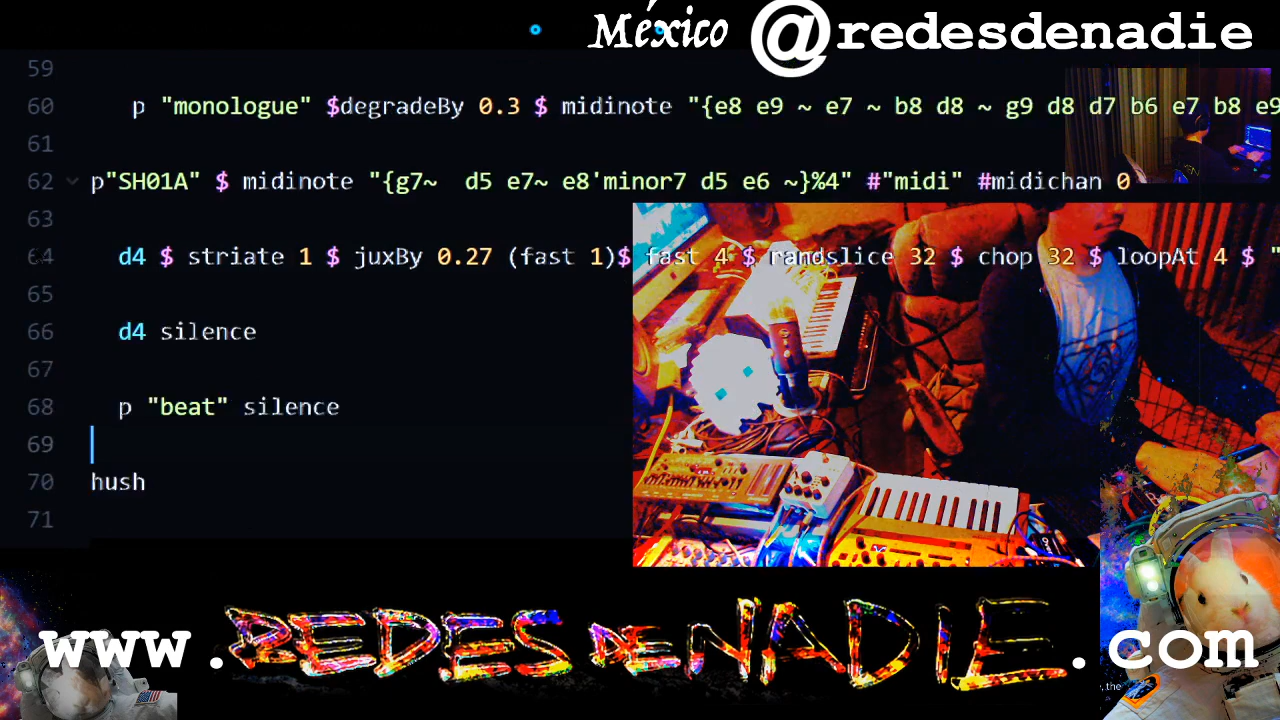 México @redesdenadie
59
60 p "monologue" $degradeBy 0.3 $ midinote "{e8 e9 ~ e7 ~ b8 d8 ~ g9 d8 d7 b6 e7 b8 e9
61
62 p"SH01A" $ midinote "{g7~ d5 e7~ e8'minor7 d5 e6 ~}%4" #"midi" #midichan 0
63
64 d4 $ striate 1 $ juxBy 0.27 (fast 1)$ fast 4 $ randslice 32 $ chop 32 $ loopAt 4 $ "
65
66 d4 silence
67
68 p "beat" silence
69
70 hush
71
www.REDESDENADIE.com
the